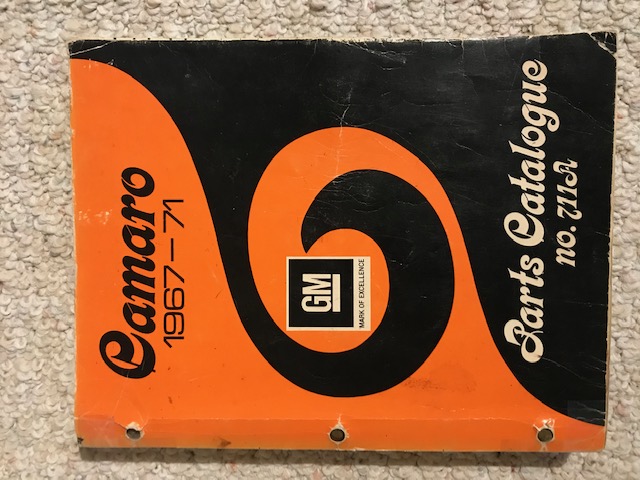 Camaro
1967-71
GM
MARK OF EXCELLENCE
Parts Catalogue
no. 711A